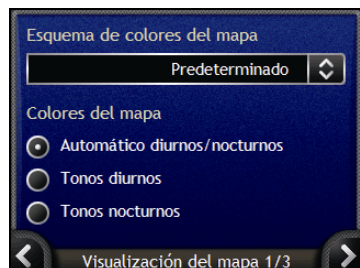 Esquema de colores del mapa
Predeterminado
Colores del mapa
Automático diurnos/nocturnos
Tonos diurnos
Tonos nocturnos
Visualización del mapa 1/3